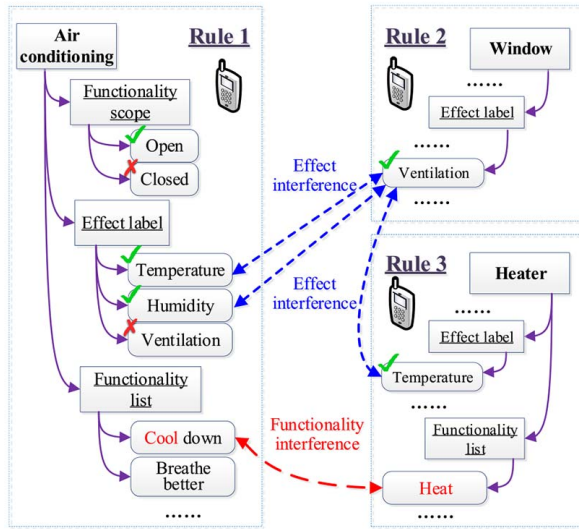 Air
conditioning
Rule 1
Functionality
scope
Open
Closed
Effect label
Temperature
Humidity
Ventilation
Functionality
list
Cool down
Breathe
better
......
Effect
interference
Effect
interference
Functionality
interference
Rule 2
Window
......
Effect label
......
Ventilation
......
Rule 3
Heater
......
Effect label
Temperature
......
Functionality
list
Heat
......